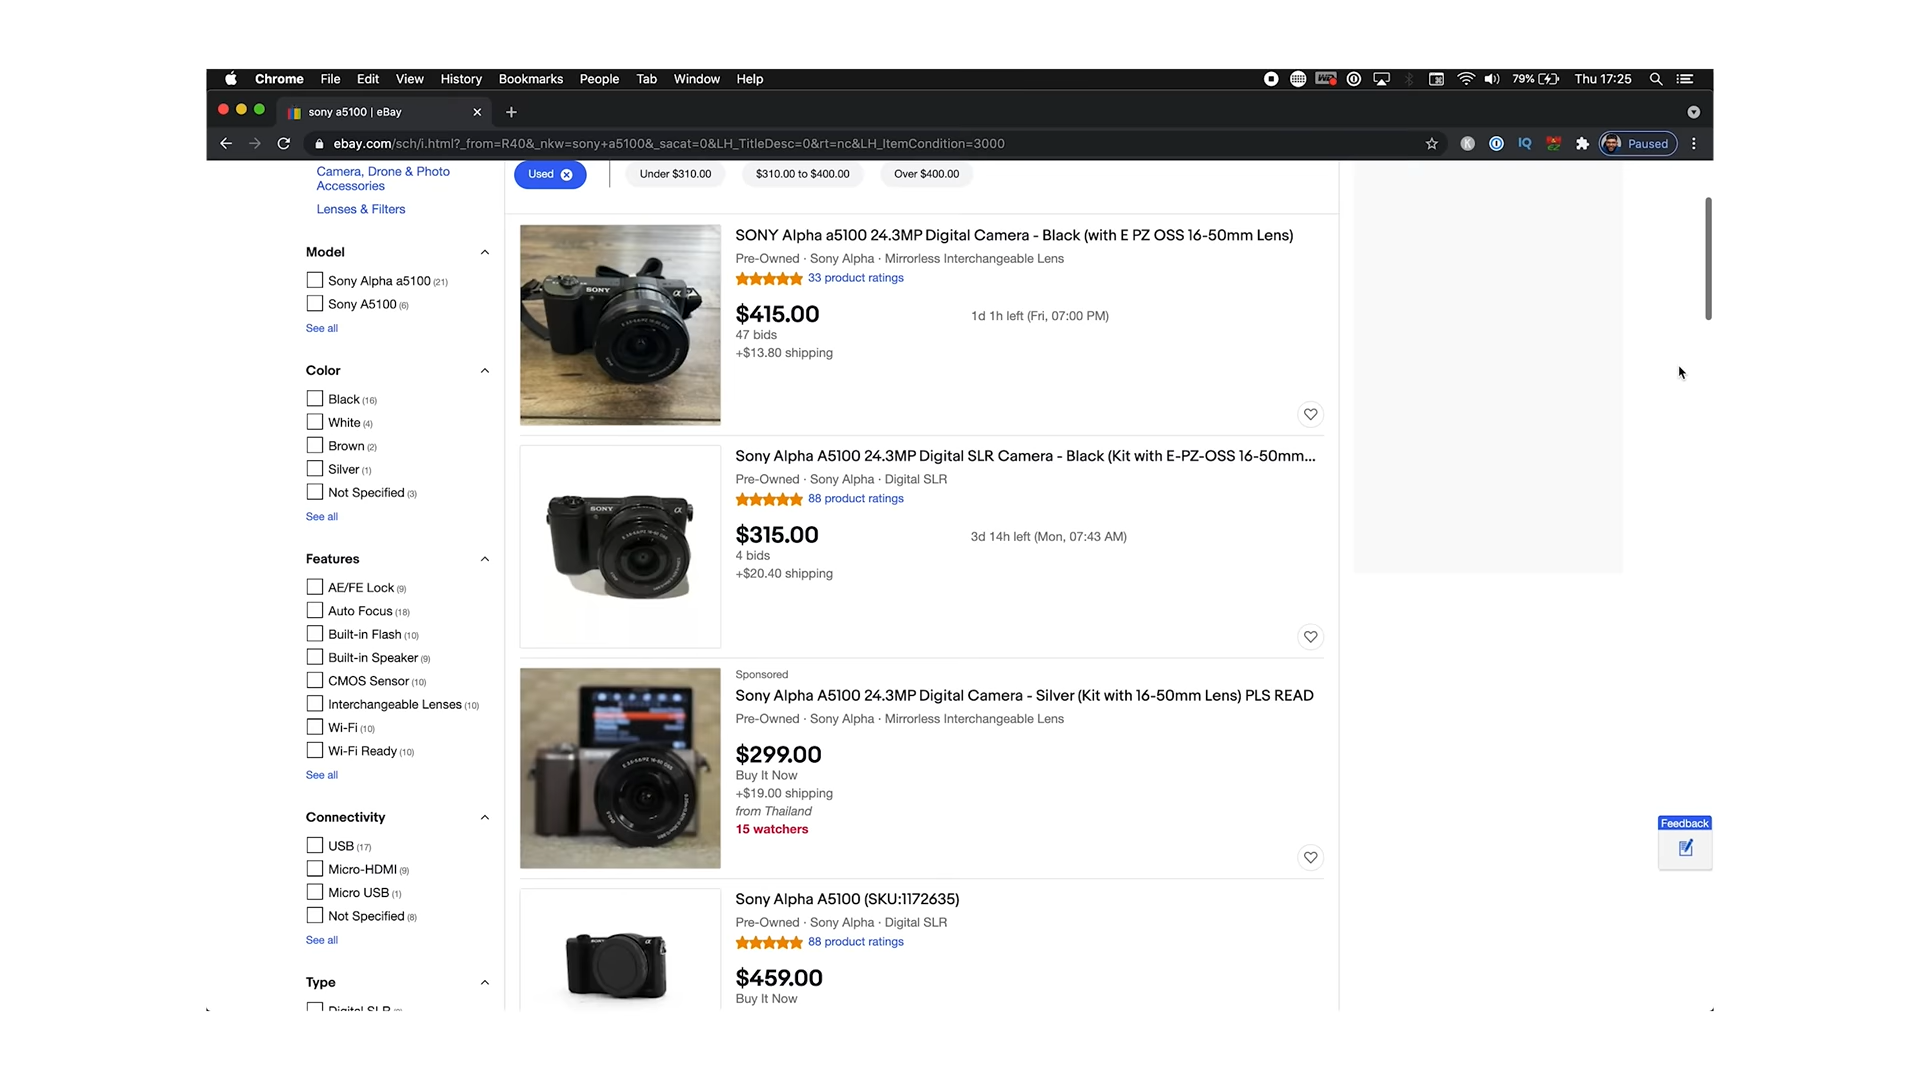 Chrome File Edit View History Bookmarks People Tab Window Help
79% Thu 17:25
sony a5100 | eBay
ebay.com/sch/i.html?_from=R40&_nkw=sony+a5100&_sacat=0&LH_TitleDesc=0&rt=nc&LH_ItemCondition=3000
IQ
Paused
Camera, Drone & Photo
Accessories
Lenses & Filters
Model
Sony Alpha a5100 (21)
Sony A5100 (6)
See all
Color
Black (16)
White (4)
Brown (2)
Silver (1)
Not Specified (3)
See all
Features
AE/FE Lock (9)
Auto Focus (18)
Built-in Flash (10)
Built-in Speaker (9)
CMOS Sensor (10)
Interchangeable Lenses (10)
Wi-Fi (10)
Wi-Fi Ready (10)
See all
Connectivity
USB (17)
Micro-HDMI (9)
Micro USB (1)
Not Specified (8)
See all
Type
Digital SLR
Used
Under $310.00
$310.00 to $400.00
Over $400.00
SONY
SONY Alpha a5100 24.3MP Digital Camera - Black (with E PZ OSS 16-50mm Lens)
Pre-Owned · Sony Alpha · Mirrorless Interchangeable Lens
33 product ratings
$415.00
1d 1h left (Fri, 07:00 PM)
47 bids
+$13.80 shipping
SONY
Sony Alpha A5100 24.3MP Digital SLR Camera - Black (Kit with E-PZ-OSS 16-50mm...
Pre-Owned · Sony Alpha · Digital SLR
88 product ratings
$315.00
3d 14h left (Mon, 07:43 AM)
4 bids
+$20.40 shipping
Sponsored
Sony Alpha A5100 24.3MP Digital Camera - Silver (Kit with 16-50mm Lens) PLS READ
Pre-Owned · Sony Alpha · Mirrorless Interchangeable Lens
$299.00
Buy It Now
+$19.00 shipping
from Thailand
15 watchers
Sony Alpha A5100 (SKU:1172635)
Pre-Owned · Sony Alpha · Digital SLR
88 product ratings
$459.00
Buy It Now
Feedback